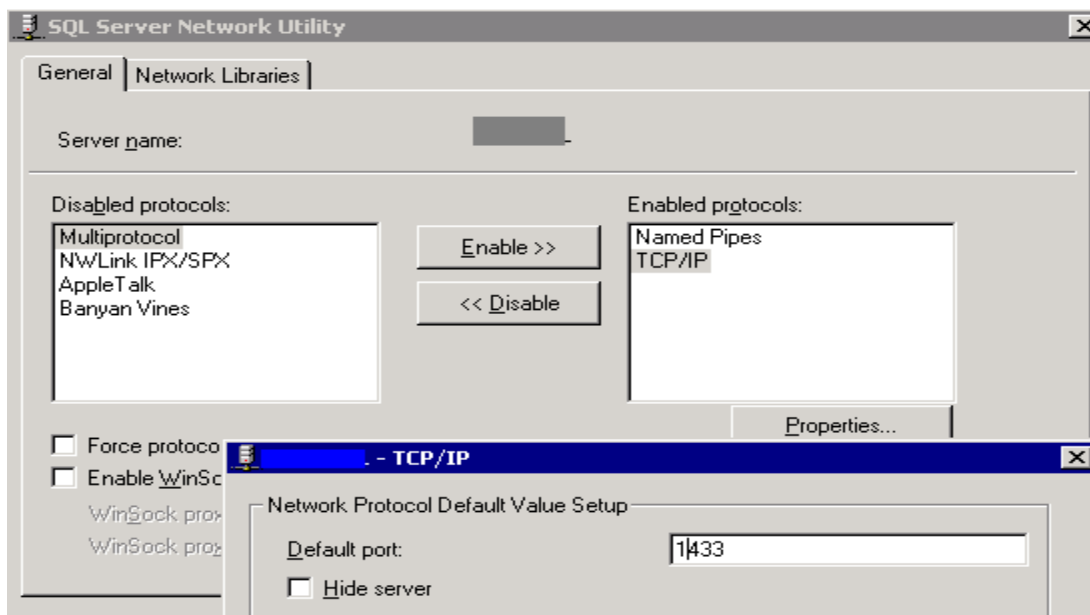 SQL Server Network Utility
General
Network Libraries
Server name:
Disabled protocols:
Enabled protocols:
Multiprotocol
NWLink IPX/SPX
AppleTalk
Banyan Vines
Enable >>
<< Disable
Named Pipes
TCP/IP
Properties...
Force protoco
Enable WinSc
WinSock prox
WinSock prox
- TCP/IP
Network Protocol Default Value Setup
Default port:
1433
Hide server